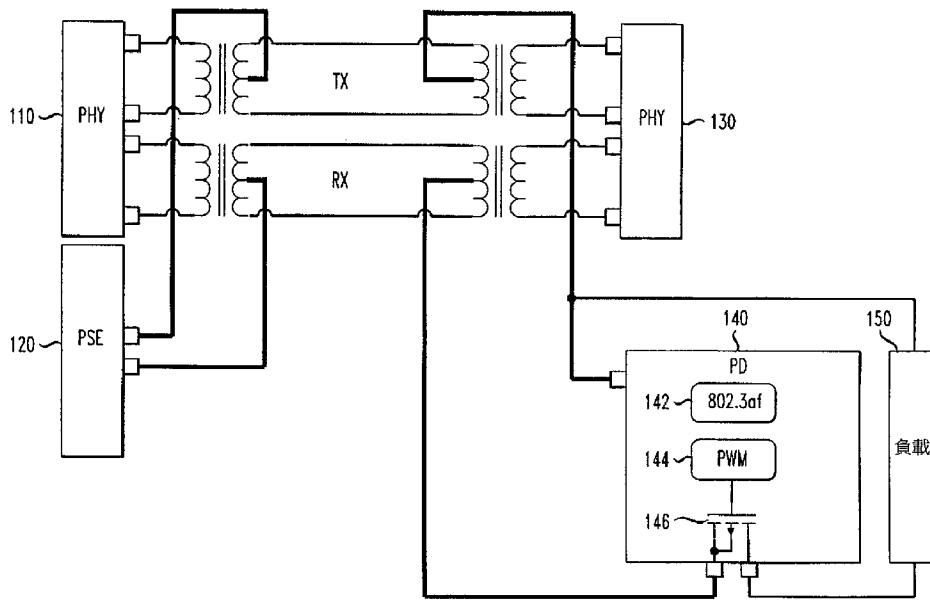 110
PHY
TX
PHY
130
RX
120
PSE
140
150
PD
142
802.3af
144
PWM
146
負載